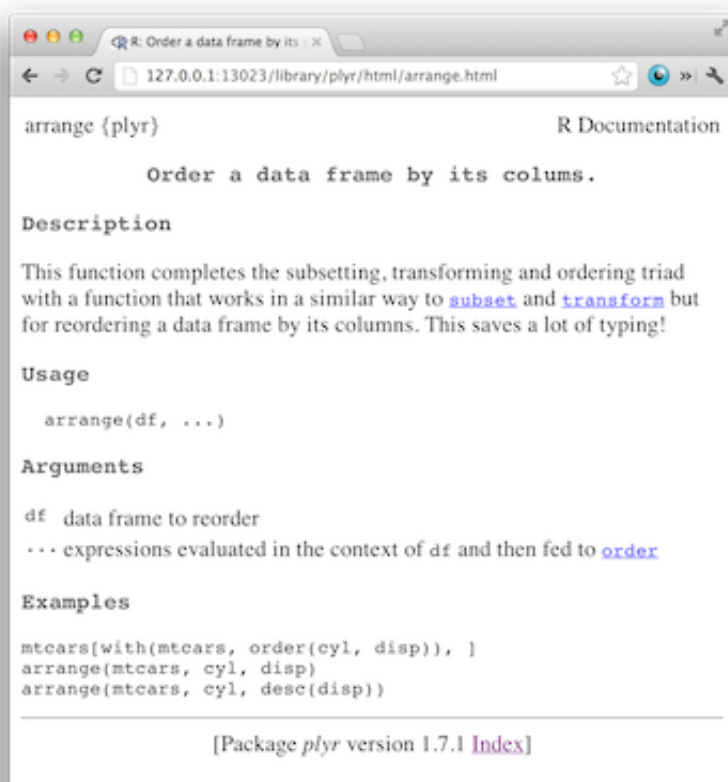 R: Order a data frame by its
127.0.0.1:13023/library/plyr/html/arrange.html
arrange {plyr} R Documentation
Order a data frame by its colums.
Description
This function completes the subsetting, transforming and ordering triad
with a function that works in a similar way to subset and transform but
for reordering a data frame by its columns. This saves a lot of typing!
Usage
arrange(df, ...)
Arguments
df data frame to reorder
... expressions evaluated in the context of df and then fed to order
Examples
mtcars[with(mtcars, order(cyl, disp)), ]
arrange(mtcars, cyl, disp)
arrange(mtcars, cyl, desc(disp))
[Package plyr version 1.7.1 Index]